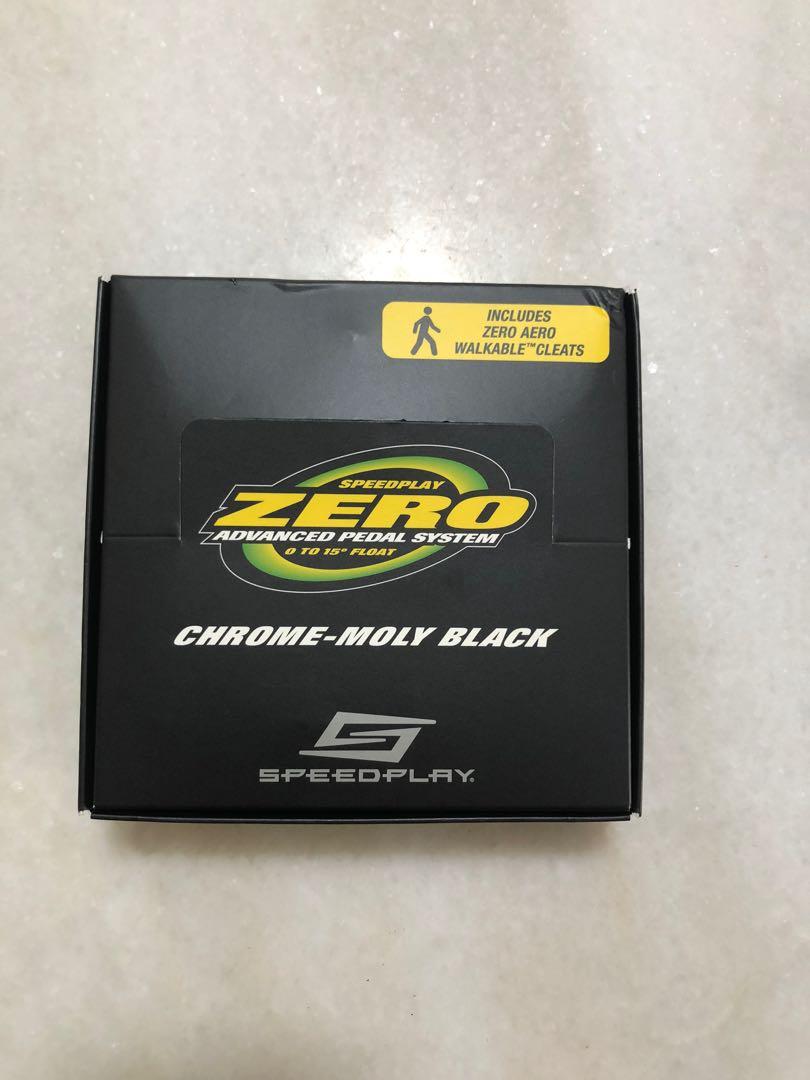 INCLUDES
ZERO AERO
WALKABLE™CLEATS
SPEEDPLAY
ZERO
ADVANCED PEDAL SYSTEM
0 TO 15° FLOAT
CHROME-MOLY BLACK
SPEEDPLAY®